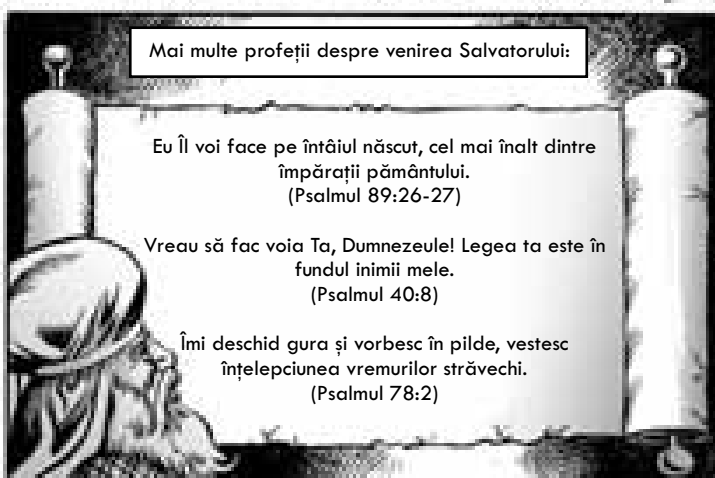 Mai multe profeții despre venirea Salvatorului:
Eu Îl voi face pe întâiul născut, cel mai înalt dintre
împărații pământului.
(Psalmul 89:26-27)
Vreau să fac voia Ta, Dumnezeule! Legea ta este în
fundul inimii mele.
(Psalmul 40:8)
Îmi deschid gura și vorbesc în pilde, vestesc
înțelepciunea vremurilor străvechi.
(Psalmul 78:2)